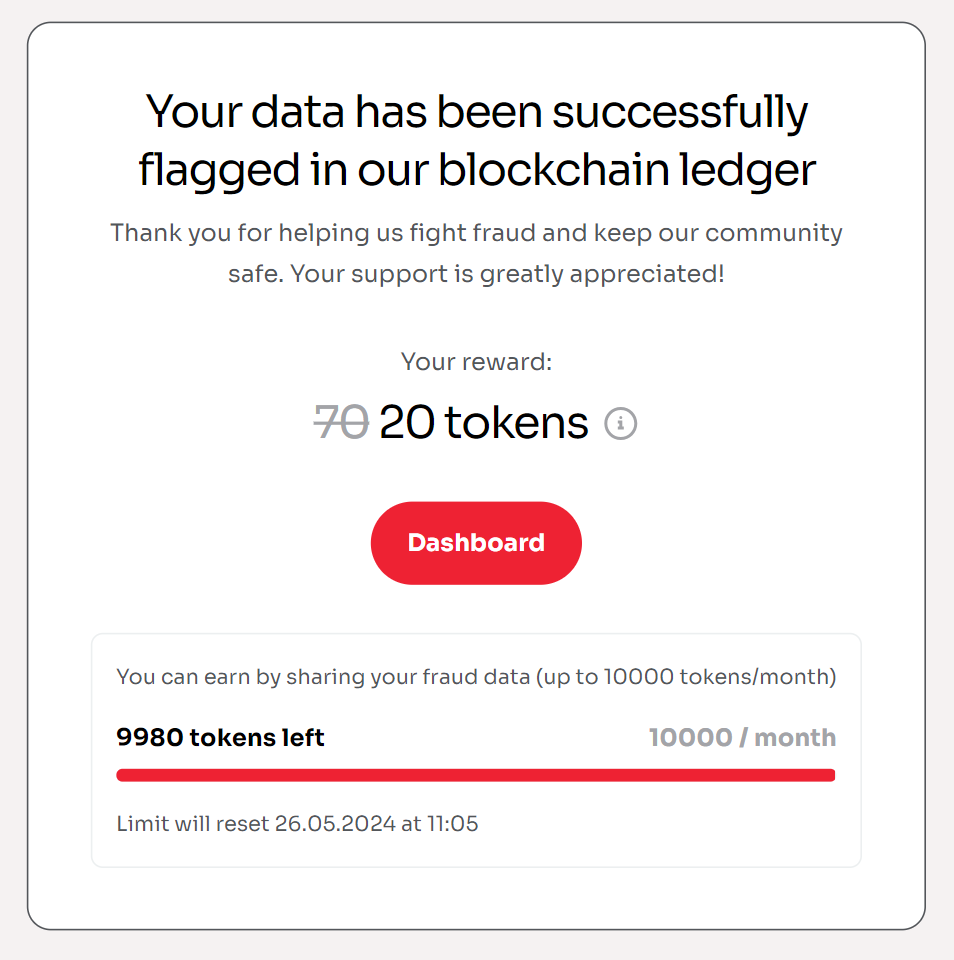 Your data has been successfully
flagged in our blockchain ledger
Thank you for helping us fight fraud and keep our community
safe. Your support is greatly appreciated!
Your reward:
70 20 tokens i
Dashboard
You can earn by sharing your fraud data (up to 10000 tokens/month)
9980 tokens left 10000 / month
Limit will reset 26.05.2024 at 11:05